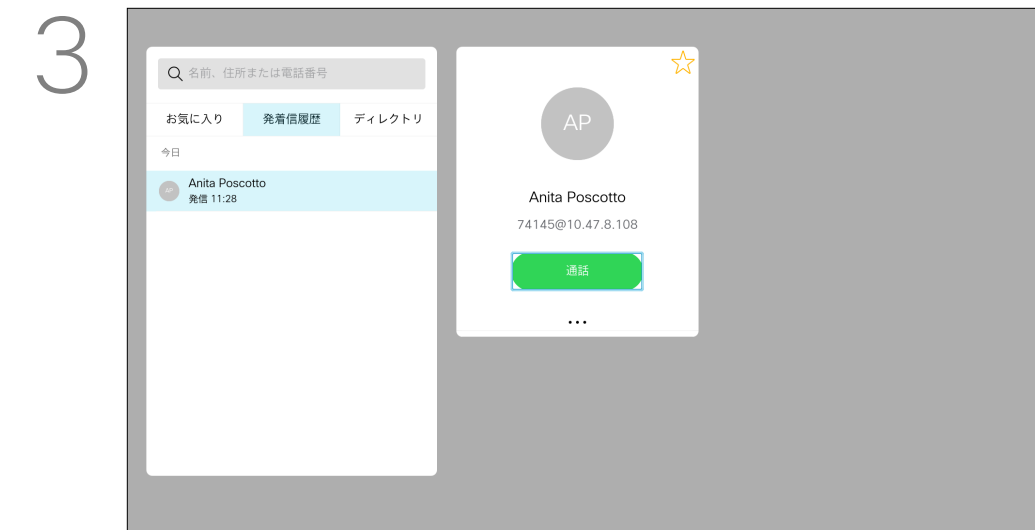 3
名前、住所または電話番号
お気に入り 発着信履歴 ディレクトリ
今日
AP Anita Poscotto
発信 11:28
AP
Anita Poscotto
74145@10.47.8.108
通話